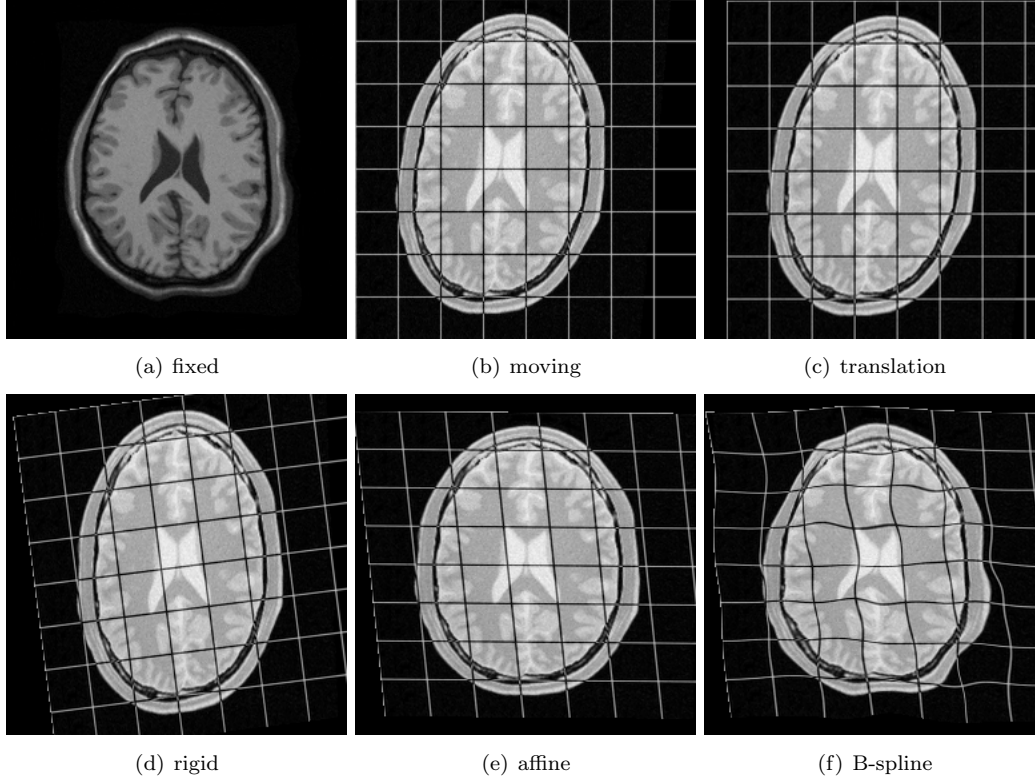 (a) fixed
(b) moving
(c) translation
(d) rigid
(e) affine
(f) B-spline